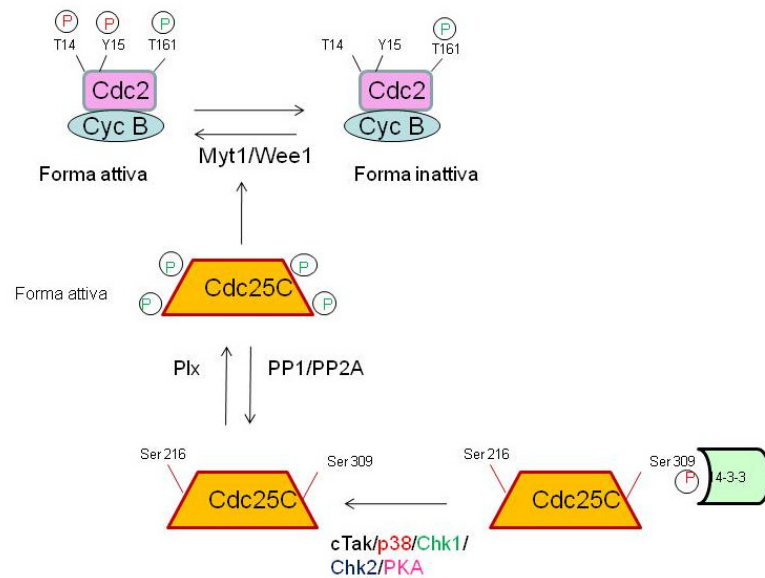 P P P P
T14 Y15 T161 T14 Y15 T161
Cdc2 Cdc2
Cyc B Cyc B
Myt1/Wee1
Forma attiva Forma inattiva
P P
Cdc25C
Forma attiva P P
Plx PP1/PP2A
Ser 216 Ser 309 Ser 216 Ser 309
Cdc25C Cdc25C P 14-3-3
cTak/p38/Chk1/
Chk2/PKA